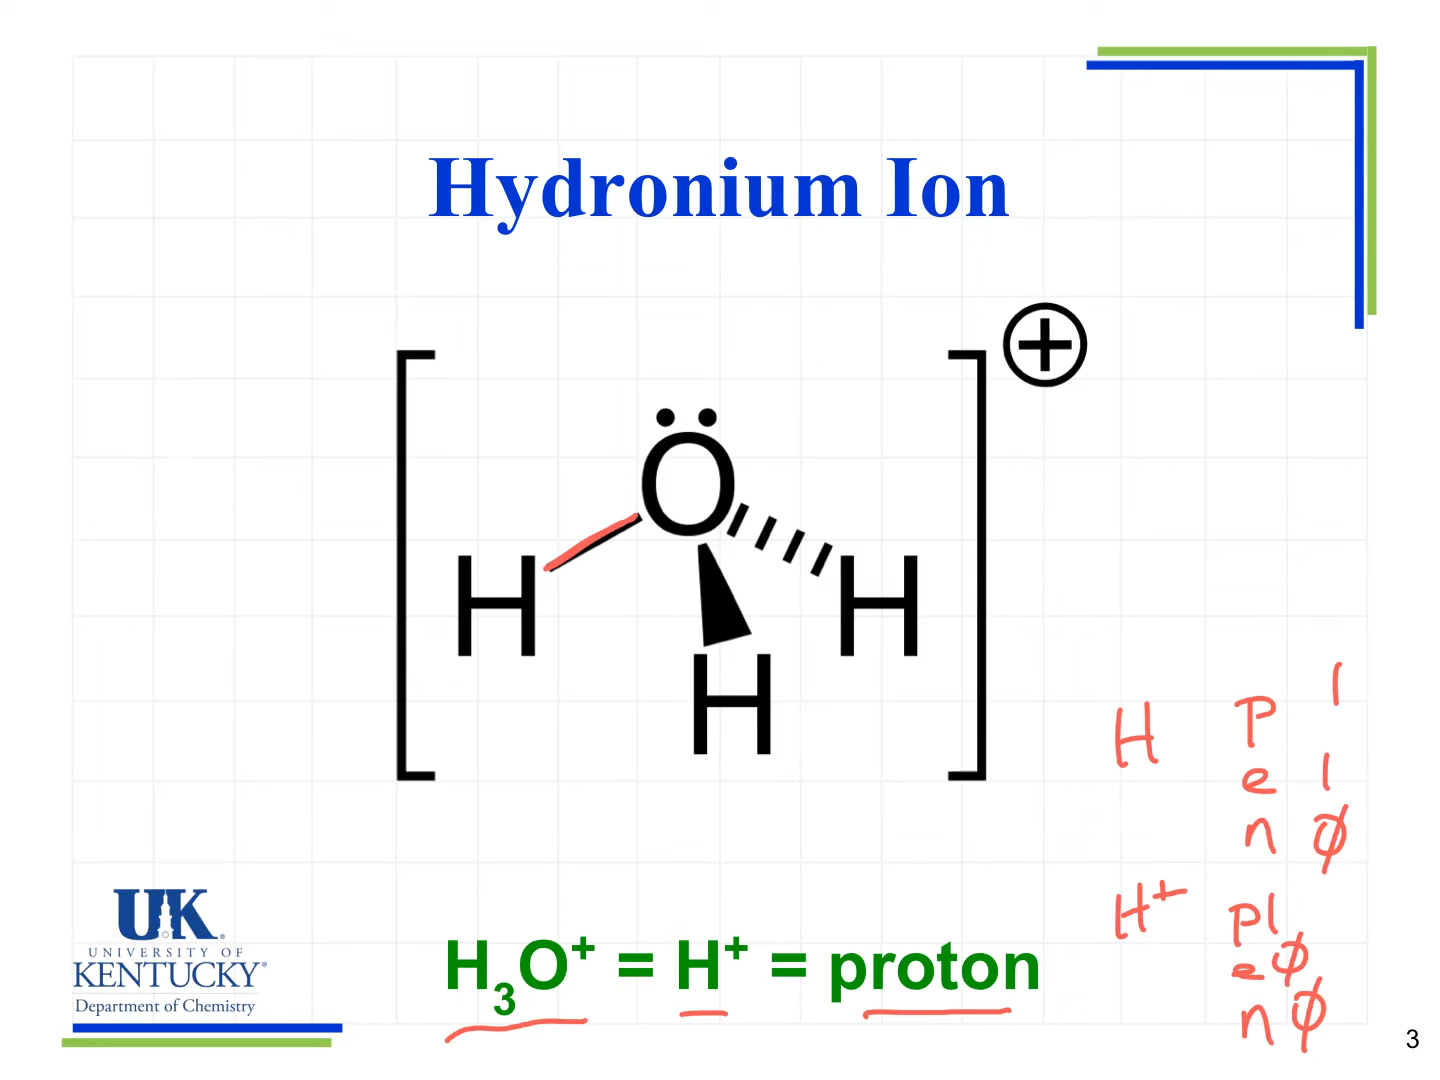 Hydronium Ion
+
O
H H
H
H p 1
e 1
n ϕ
H⁺ p 1
e ϕ
n ϕ
UK
UNIVERSITY OF
KENTUCKY®
Department of Chemistry
H₃O⁺ = H⁺ = proton
3